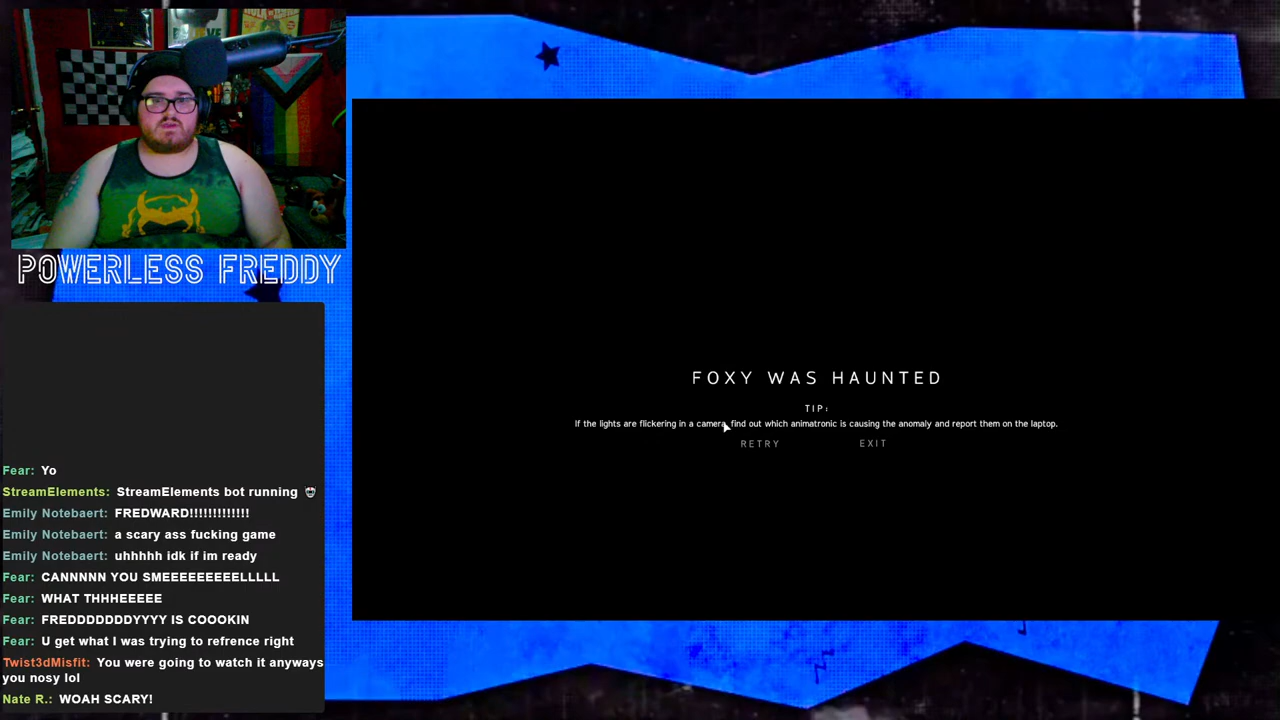 POWERLESS FREDDY
Fear: Yo
StreamElements: StreamElements bot running
Emily Notebaert: FREDWARD!!!!!!!!!!!!!
Emily Notebaert: a scary ass fucking game
Emily Notebaert: uhhhhh idk if im ready
Fear: CANNNNN YOU SMEEEEEEEEELLLLL
Fear: WHAT THHHEEEEE
Fear: FREDDDDDDDYYYY IS COOOKIN
Fear: U get what I was trying to refrence right
Twist3dMisfit: You were going to watch it anyways
you nosy lol
Nate R.: WOAH SCARY!
FOXY WAS HAUNTED
TIP:
If the lights are flickering in a camera, find out which animatronic is causing the anomaly and report them on the laptop.
RETRY EXIT